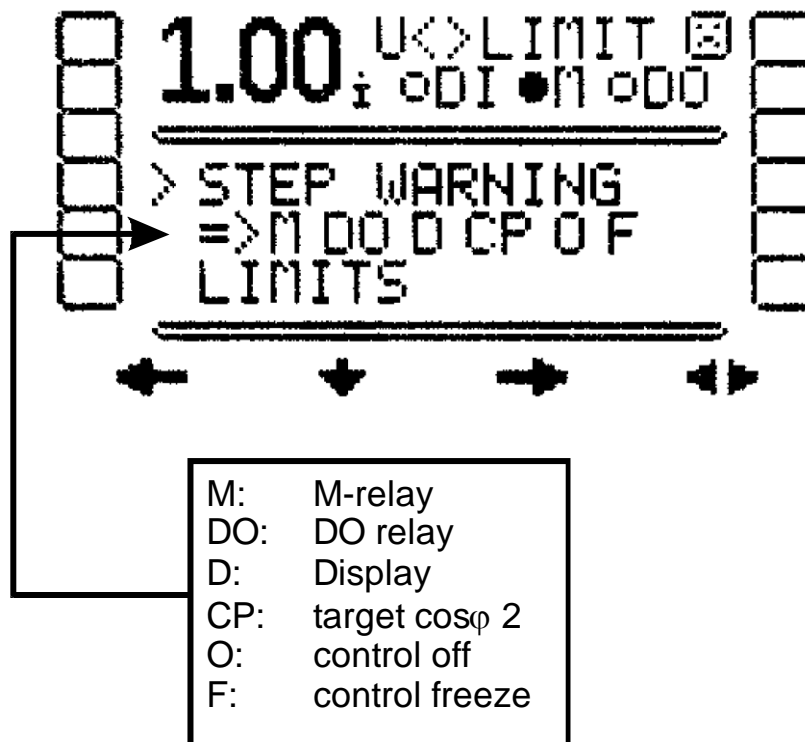 1.00 i U<>LIMIT
○DI ●M ○DO
> STEP WARNING
=>M DO D CP O F
LIMITS
M: M-relay
DO: DO relay
D: Display
CP: target cosφ 2
O: control off
F: control freeze